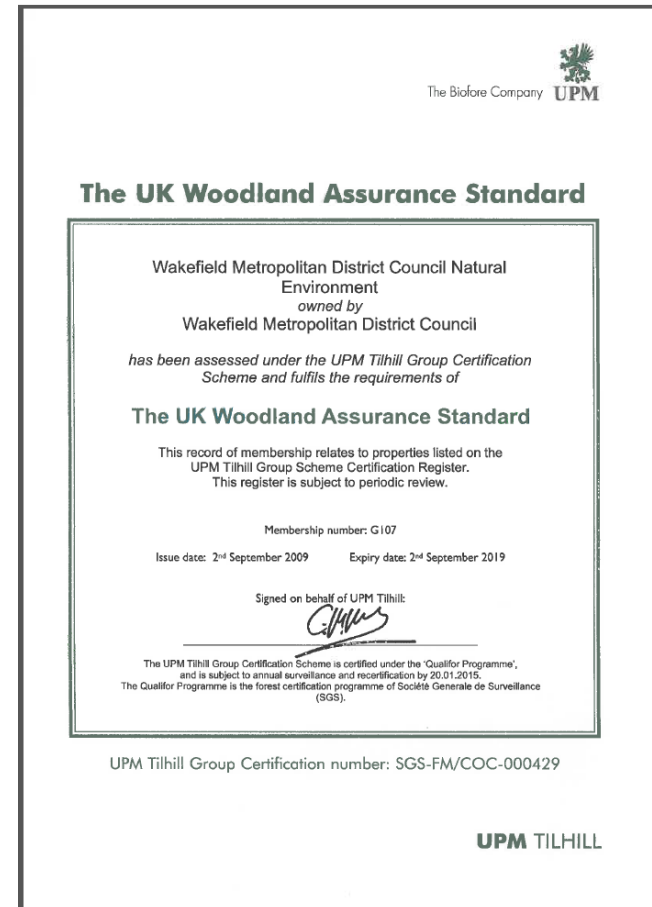 The Biofore Company UPM
The UK Woodland Assurance Standard
Wakefield Metropolitan District Council Natural
Environment
owned by
Wakefield Metropolitan District Council
has been assessed under the UPM Tilhill Group Certification
Scheme and fulfils the requirements of
The UK Woodland Assurance Standard
This record of membership relates to properties listed on the
UPM Tilhill Group Scheme Certification Register.
This register is subject to periodic review.
Membership number: G107
Issue date: 2nd September 2009 Expiry date: 2nd September 2019
Signed on behalf of UPM Tilhill:
The UPM Tilhill Group Certification Scheme is certified under the 'Qualifor Programme',
and is subject to annual surveillance and recertification by 20.01.2015.
The Qualifor Programme is the forest certification programme of Société Generale de Surveillance
(SGS).
UPM Tilhill Group Certification number: SGS-FM/COC-000429
UPM TILHILL